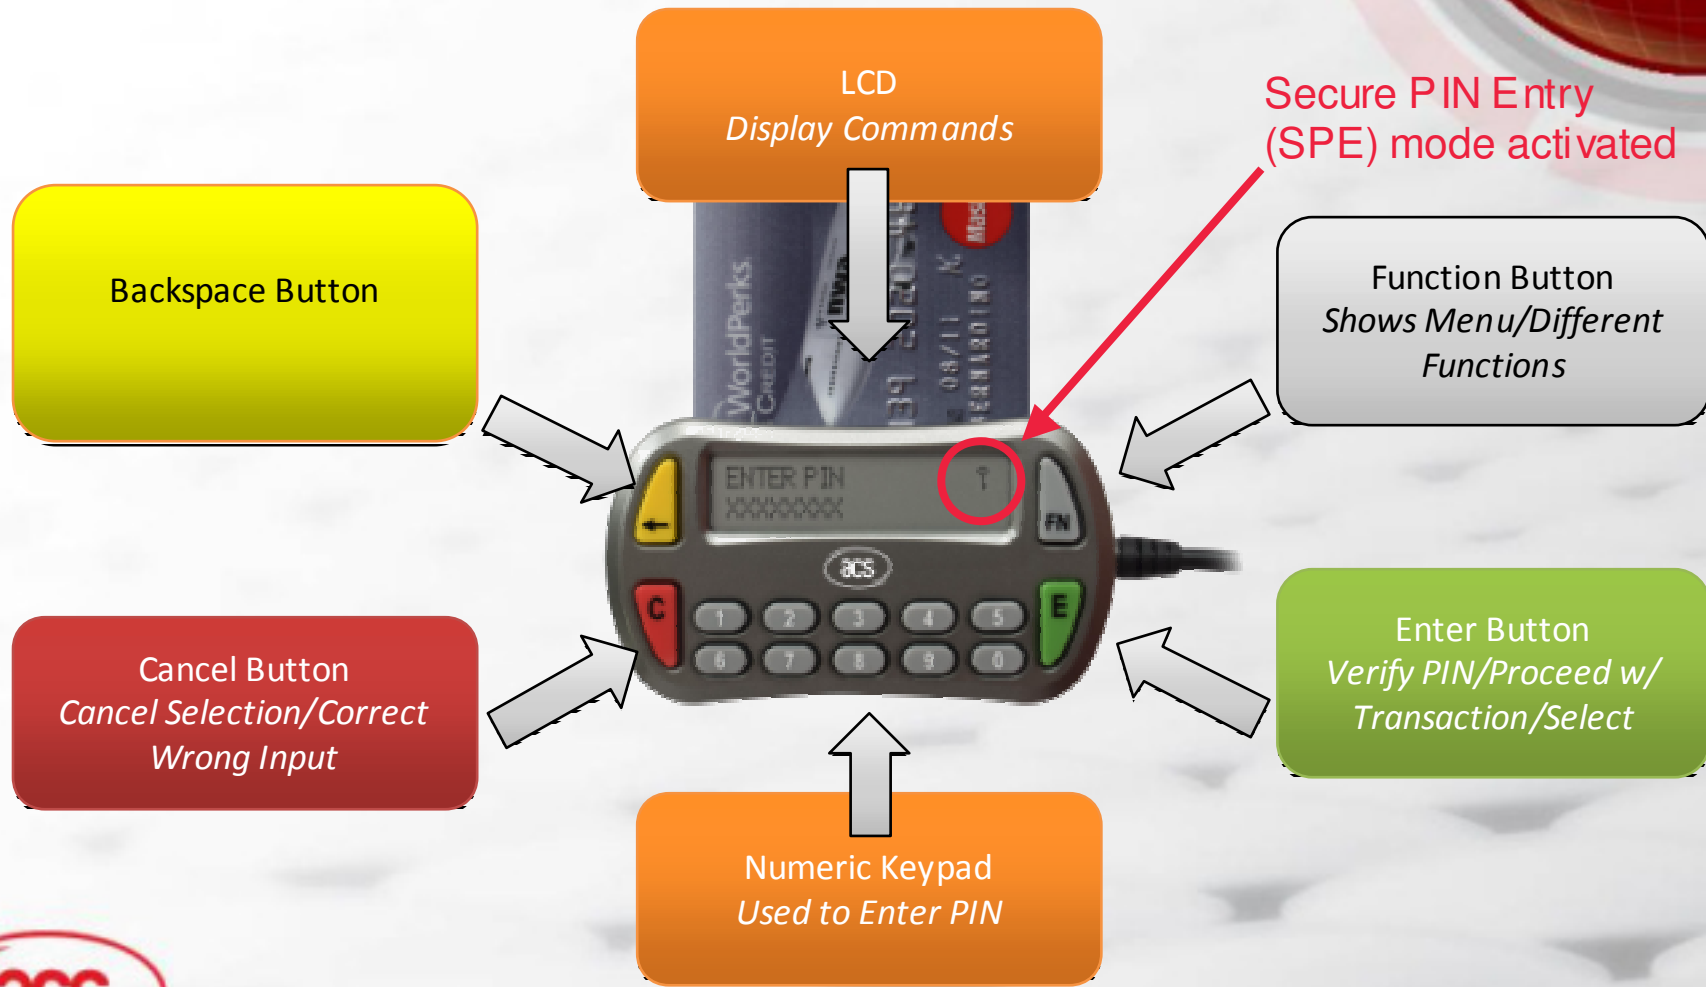 LCD
Display Commands
Secure PIN Entry
(SPE) mode activated
Backspace Button
Function Button
Shows Menu/Different
Functions
WorldPerks
CREDIT
11/80
ENTER PIN
XXXXXXXX
←
FN
acs
C
E
1 2 3 4 5
6 7 8 9 0
Cancel Button
Cancel Selection/Correct
Wrong Input
Enter Button
Verify PIN/Proceed w/
Transaction/Select
Numeric Keypad
Used to Enter PIN